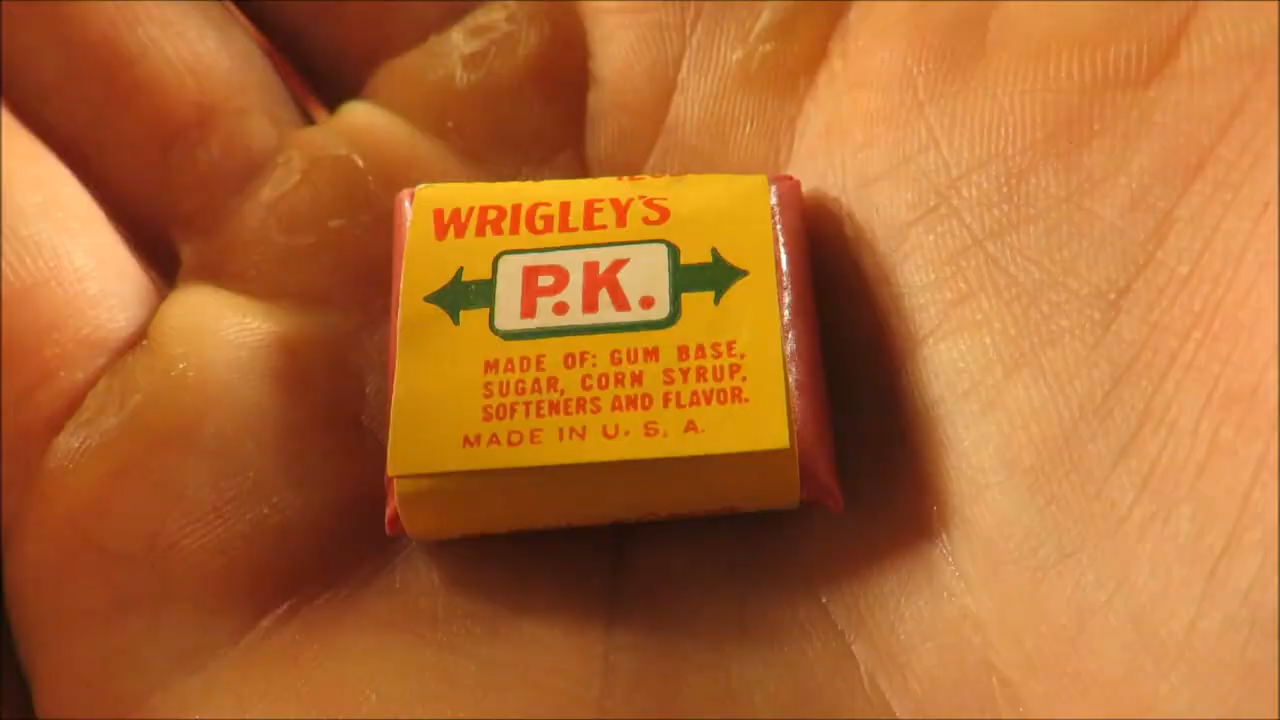 WRIGLEY'S
P.K.
MADE OF: GUM BASE,
SUGAR, CORN SYRUP,
SOFTENERS AND FLAVOR.
MADE IN U. S. A.